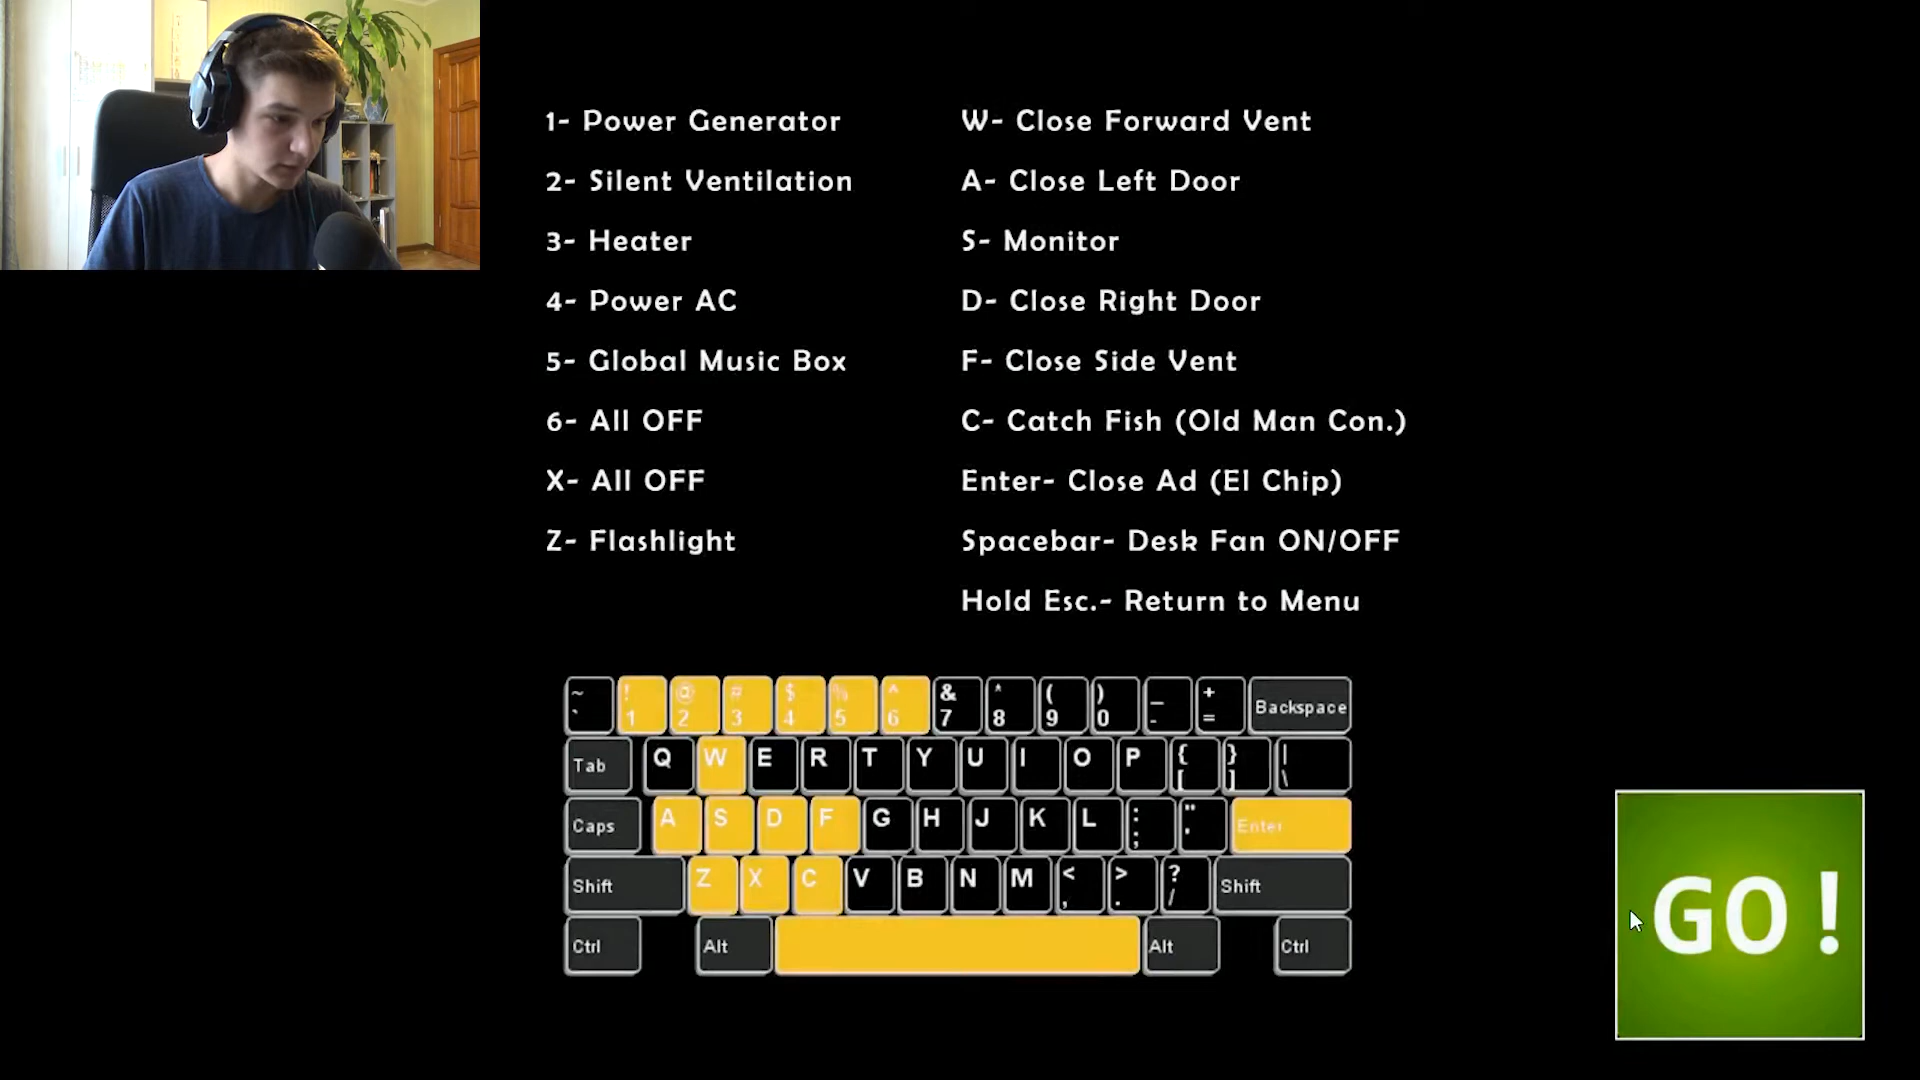 1- Power Generator
2- Silent Ventilation
3- Heater
4- Power AC
5- Global Music Box
6- All OFF
X- All OFF
Z- Flashlight
W- Close Forward Vent
A- Close Left Door
S- Monitor
D- Close Right Door
F- Close Side Vent
C- Catch Fish (Old Man Con.)
Enter- Close Ad (El Chip)
Spacebar- Desk Fan ON/OFF
Hold Esc.- Return to Menu
~ ! @ # $ % ^ & * ( ) _ +
` 1 2 3 4 5 6 7 8 9 0 - = Backspace
Tab Q W E R T Y U I O P { [ } ] | \
Caps A S D F G H J K L : ; " ' Enter
Shift Z X C V B N M < , > . ? / Shift
Ctrl Alt Alt Ctrl
GO!